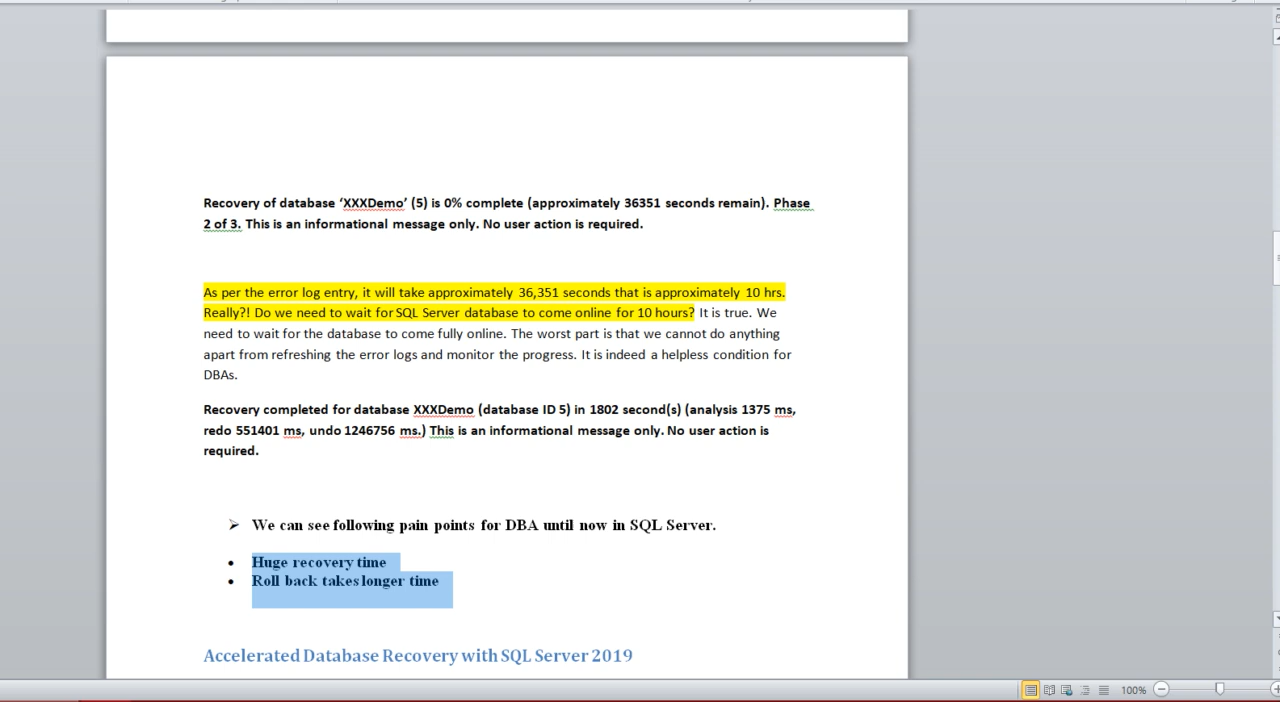 Recovery of database ‘XXXDemo’ (5) is 0% complete (approximately 36351 seconds remain). Phase
2 of 3. This is an informational message only. No user action is required.
As per the error log entry, it will take approximately 36,351 seconds that is approximately 10 hrs.
Really?! Do we need to wait for SQL Server database to come online for 10 hours? It is true. We
need to wait for the database to come fully online. The worst part is that we cannot do anything
apart from refreshing the error logs and monitor the progress. It is indeed a helpless condition for
DBAs.
Recovery completed for database XXXDemo (database ID 5) in 1802 second(s) (analysis 1375 ms,
redo 551401 ms, undo 1246756 ms.) This is an informational message only. No user action is
required.
➢ We can see following pain points for DBA until now in SQL Server.
• Huge recovery time
• Roll back takes longer time
Accelerated Database Recovery with SQL Server 2019
100%